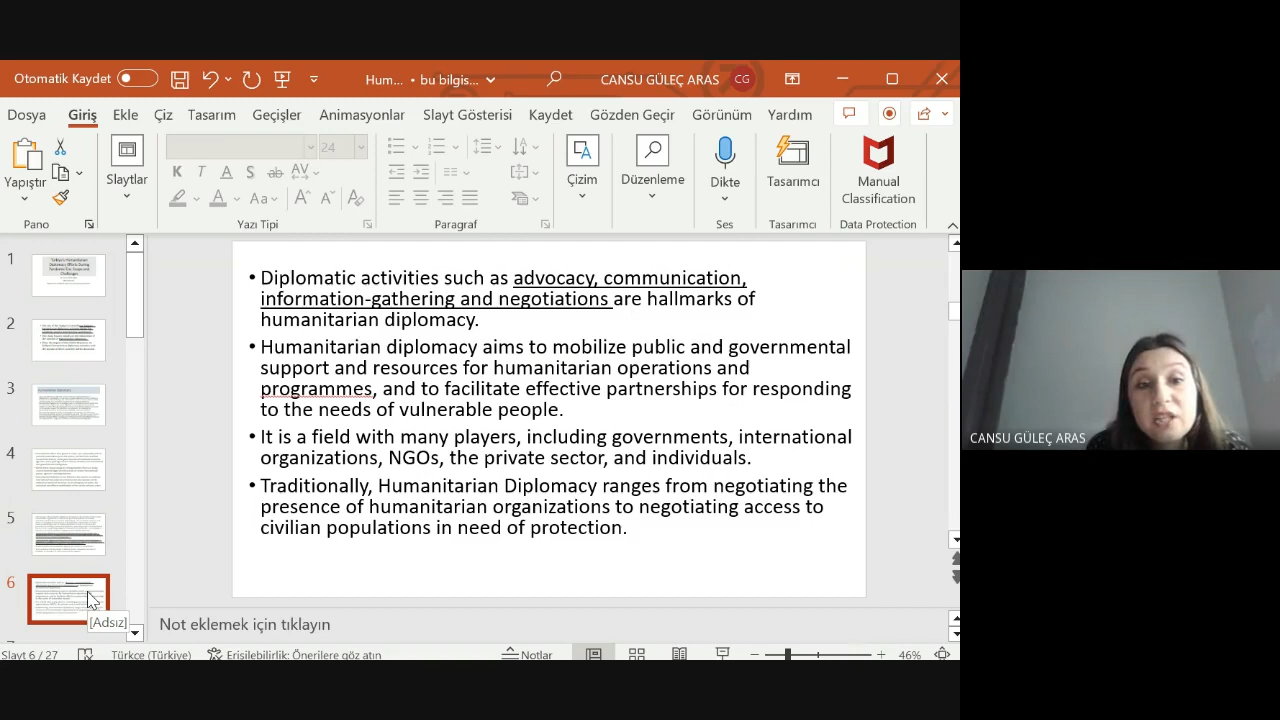 Otomatik Kaydet
Hum... • bu bilgis...
CANSU GÜLEÇ ARAS
CG
Dosya Giriş Ekle Çiz Tasarım Geçişler Animasyonlar Slayt Gösterisi Kaydet Gözden Geçir Görünüm Yardım
24
K T A S ab AV
A Aa A A A
Yapıştır
Slaytlar
Çizim
Düzenleme
Dikte
Tasarımcı
Manual
Classification
Pano
Yazı Tipi
Paragraf
Ses
Tasarımcı
Data Protection
1
2
3
4
5
6
[Adsız]
• Diplomatic activities such as advocacy, communication,
information-gathering and negotiations are hallmarks of
humanitarian diplomacy.
• Humanitarian diplomacy aims to mobilize public and governmental
support and resources for humanitarian operations and
programmes, and to facilitate effective partnerships for responding
to the needs of vulnerable people.
• It is a field with many players, including governments, international
organizations, NGOs, the private sector, and individuals.
• Traditionally, Humanitarian Diplomacy ranges from negotiating the
presence of humanitarian organizations to negotiating access to
civilian populations in need of protection.
Not eklemek için tıklayın
Slayt 6 / 27
Türkçe (Türkiye)
Erişilebilirlik: Önerilere göz atın
Notlar
46%
CANSU GÜLEÇ ARAS